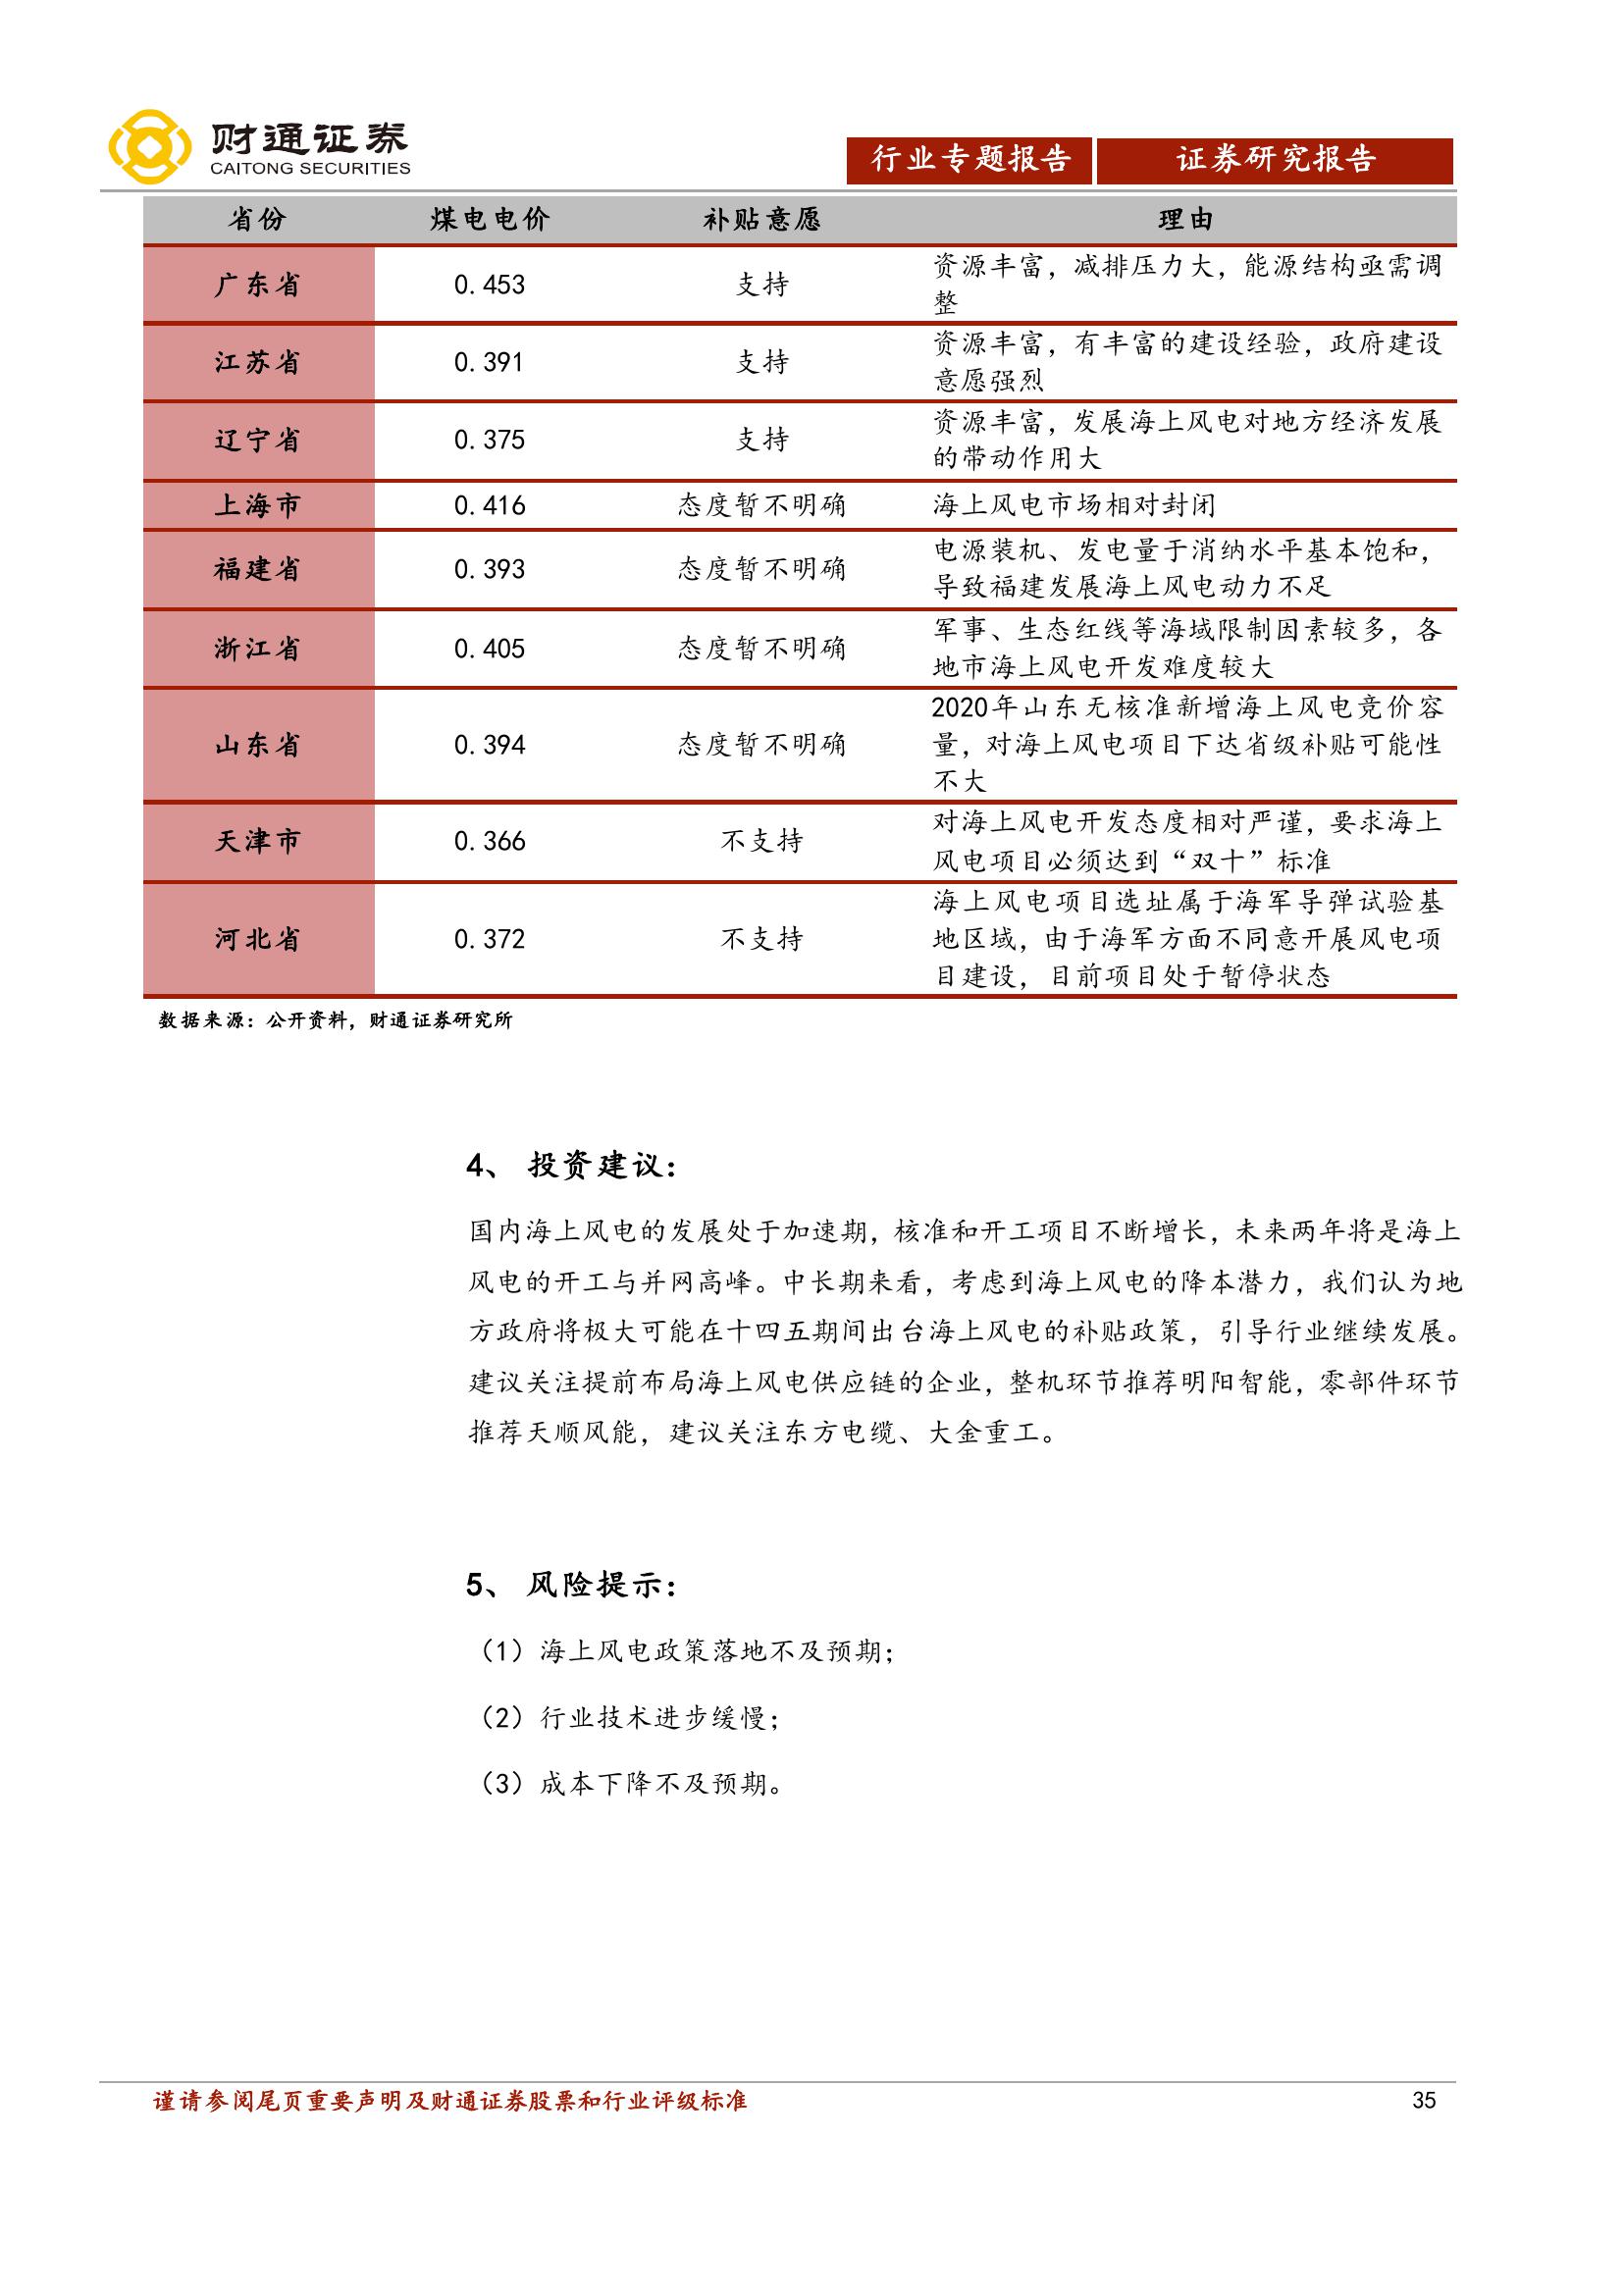 财通证券
CAITONG SECURITIES
行业专题报告 证券研究报告
省份 煤电电价 补贴意愿 理由
广东省 0.453 支持 资源丰富，减排压力大，能源结构亟需调
整
江苏省 0.391 支持 资源丰富，有丰富的建设经验，政府建设
意愿强烈
辽宁省 0.375 支持 资源丰富，发展海上风电对地方经济发展
的带动作用大
上海市 0.416 态度暂不明确 海上风电市场相对封闭
福建省 0.393 态度暂不明确 电源装机、发电量于消纳水平基本饱和，
导致福建发展海上风电动力不足
浙江省 0.405 态度暂不明确 军事、生态红线等海域限制因素较多，各
地市海上风电开发难度较大
山东省 0.394 态度暂不明确 2020年山东无核准新增海上风电竞价容
量，对海上风电项目下达省级补贴可能性
不大
天津市 0.366 不支持 对海上风电开发态度相对严谨，要求海上
风电项目必须达到“双十”标准
河北省 0.372 不支持 海上风电项目选址属于海军导弹试验基
地区域，由于海军方面不同意开展风电项
目建设，目前项目处于暂停状态
数据来源：公开资料，财通证券研究所
4、 投资建议：
国内海上风电的发展处于加速期，核准和开工项目不断增长，未来两年将是海上
风电的开工与并网高峰。中长期来看，考虑到海上风电的降本潜力，我们认为地
方政府将极大可能在十四五期间出台海上风电的补贴政策，引导行业继续发展。
建议关注提前布局海上风电供应链的企业，整机环节推荐明阳智能，零部件环节
推荐天顺风能，建议关注东方电缆、大金重工。
5、 风险提示：
（1）海上风电政策落地不及预期；
（2）行业技术进步缓慢；
（3）成本下降不及预期。
谨请参阅尾页重要声明及财通证券股票和行业评级标准 35